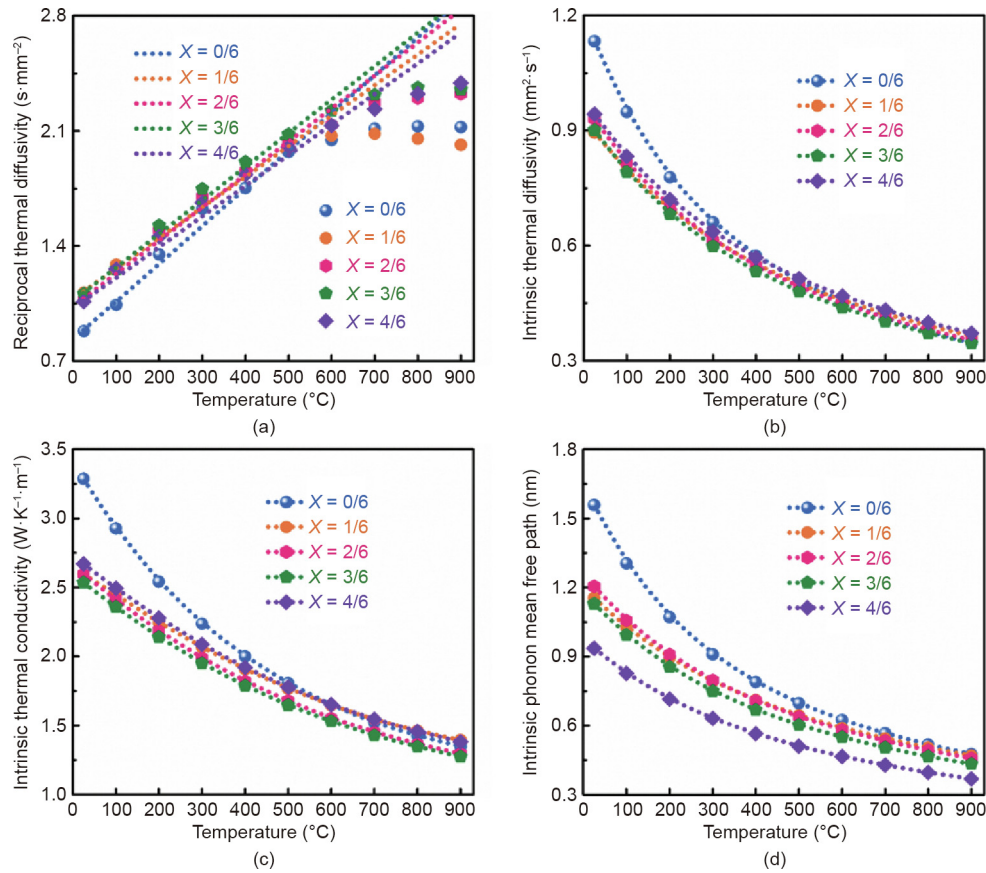 2.8
2.1
1.4
0.7
Reciprocal thermal diffusivity (s·mm⁻²)
X = 0/6
X = 1/6
X = 2/6
X = 3/6
X = 4/6
X = 0/6
X = 1/6
X = 2/6
X = 3/6
X = 4/6
0 100 200 300 400 500 600 700 800 900
Temperature (°C)
(a)
1.2
0.9
0.6
0.3
Intrinsic thermal diffusivity (mm²·s⁻¹)
X = 0/6
X = 1/6
X = 2/6
X = 3/6
X = 4/6
0 100 200 300 400 500 600 700 800 900
Temperature (°C)
(b)
3.5
3.0
2.5
2.0
1.5
1.0
Intrinsic thermal conductivity (W·K⁻¹·m⁻¹)
X = 0/6
X = 1/6
X = 2/6
X = 3/6
X = 4/6
0 100 200 300 400 500 600 700 800 900
Temperature (°C)
(c)
1.8
1.5
1.2
0.9
0.6
0.3
Intrinsic phonon mean free path (nm)
X = 0/6
X = 1/6
X = 2/6
X = 3/6
X = 4/6
0 100 200 300 400 500 600 700 800 900
Temperature (°C)
(d)